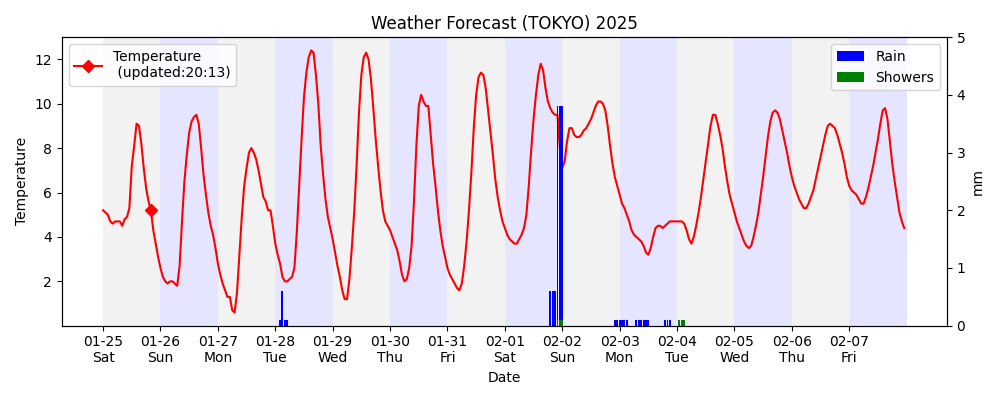 Weather Forecast (TOKYO) 2025
Temperature
(updated:20:13)
Rain
Showers
Temperature
12
10
8
6
4
2
5
4
3
2
1
0
mm
01-25 01-26 01-27 01-28 01-29 01-30 01-31 02-01 02-02 02-03 02-04 02-05 02-06 02-07
Sat Sun Mon Tue Wed Thu Fri Sat Sun Mon Tue Wed Thu Fri
Date